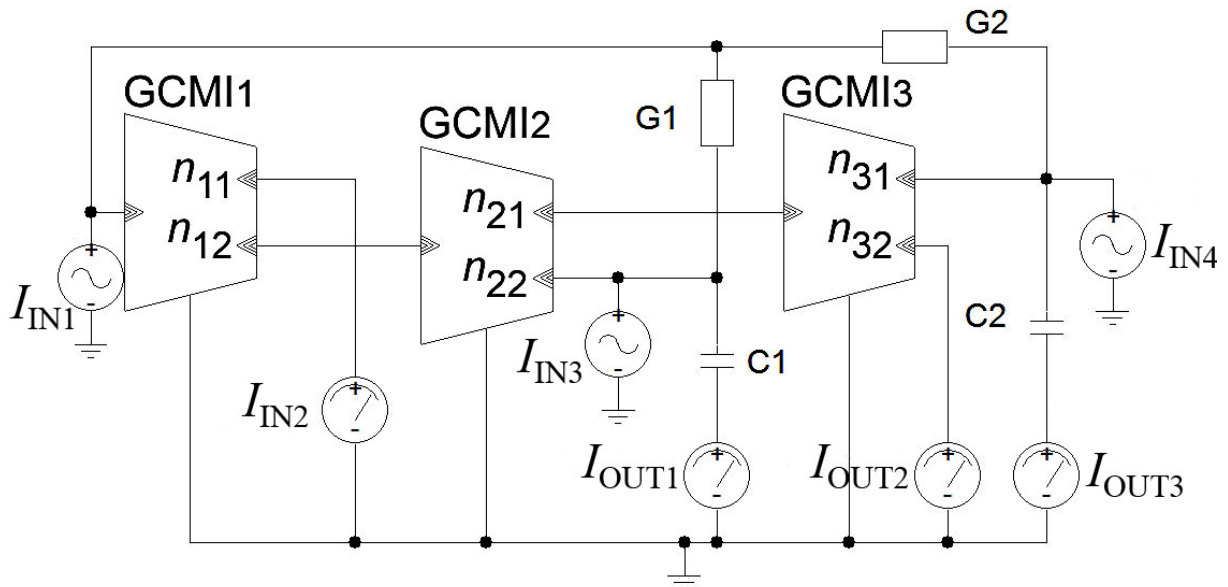 G2
GCMI1
G1
GCMI3
GCMI2
n11
n31
n12
n21
n32
n22
IIN4
IIN1
IIN3
C1
C2
IIN2
IOUT1
IOUT2
IOUT3